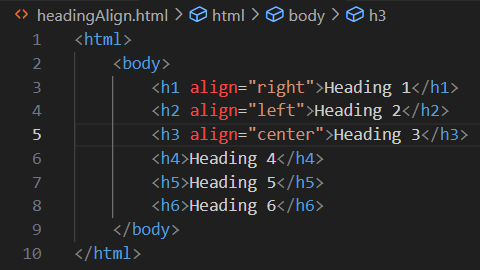 headingAlign.html > html > body > h3
1 <html>
2     <body>
3         <h1 align="right">Heading 1</h1>
4         <h2 align="left">Heading 2</h2>
5         <h3 align="center">Heading 3</h3>
6         <h4>Heading 4</h4>
7         <h5>Heading 5</h5>
8         <h6>Heading 6</h6>
9     </body>
10 </html>